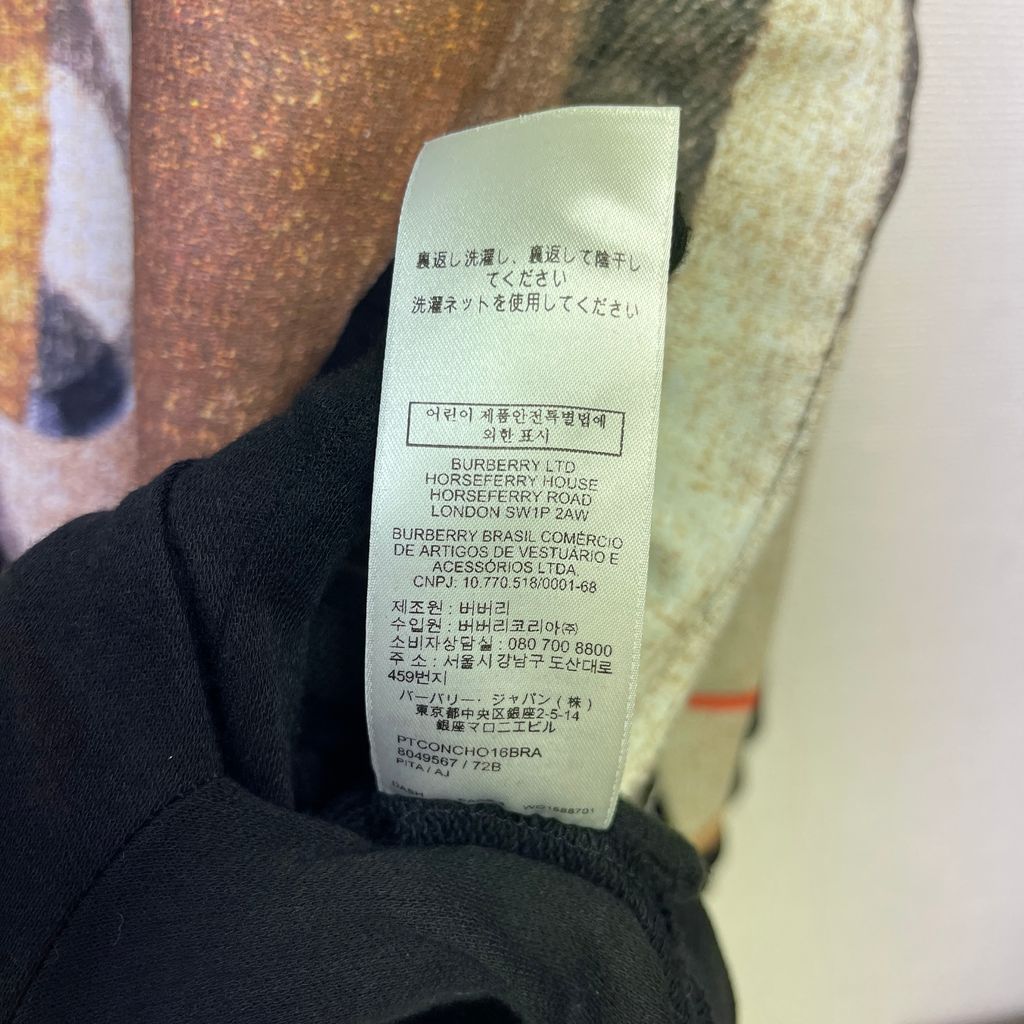 裏返し洗濯し、裏返して陰干し
てください
洗濯ネットを使用してください
어린이 제품안전특별법에
의한 표시
BURBERRY LTD
HORSEFERRY HOUSE
HORSEFERRY ROAD
LONDON SW1P 2AW
BURBERRY BRASIL COMÉRCIO
DE ARTIGOS DE VESTUÁRIO E
ACESSÓRIOS LTDA,
CNPJ: 10.770.518/0001-68
제조원 : 버버리
수입원 : 버버리코리아㈜
소비자상담실 : 080 700 8800
주 소 : 서울시 강남구 도산대로
459번지
バーバリー・ジャパン ( 株 )
東京都中央区銀座2-5-14
銀座マロニエビル
PTCONCHO16BRA
8049567 / 72B
PITA / AJ
DASH